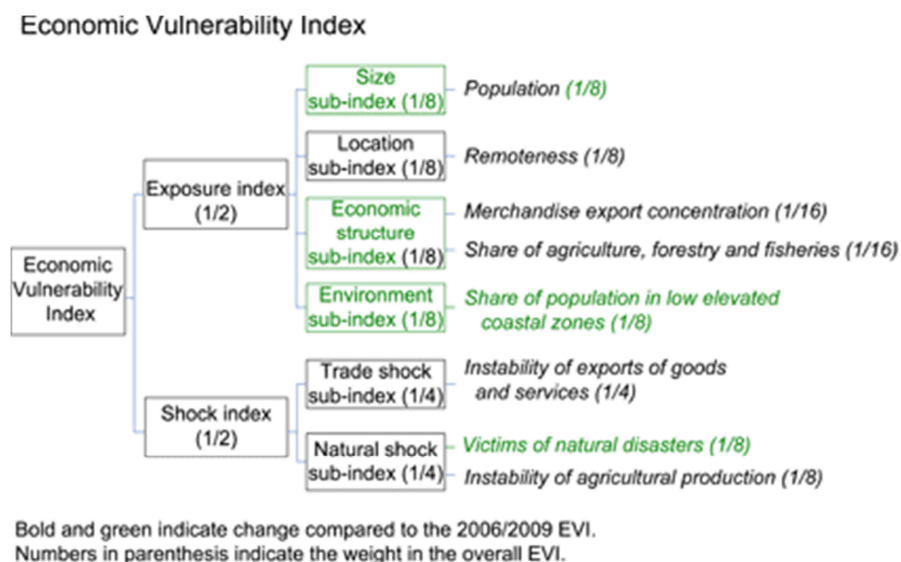 Economic Vulnerability Index
Size
sub-index (1/8)
Population (1/8)
Location
sub-index (1/8)
Remoteness (1/8)
Exposure index
(1/2)
Economic
structure
sub-index (1/8)
Merchandise export concentration (1/16)
Share of agriculture, forestry and fisheries (1/16)
Economic
Vulnerability
Index
Environment
sub-index (1/8)
Share of population in low elevated
coastal zones (1/8)
Trade shock
sub-index (1/4)
Instability of exports of goods
and services (1/4)
Shock index
(1/2)
Natural shock
sub-index (1/4)
Victims of natural disasters (1/8)
Instability of agricultural production (1/8)
Bold and green indicate change compared to the 2006/2009 EVI.
Numbers in parenthesis indicate the weight in the overall EVI.